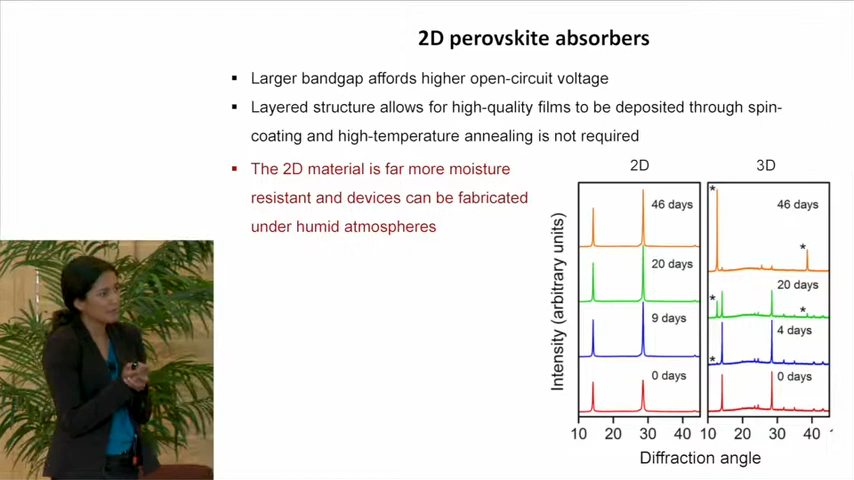 2D perovskite absorbers
▪ Larger bandgap affords higher open-circuit voltage
▪ Layered structure allows for high-quality films to be deposited through spin-
coating and high-temperature annealing is not required
▪ The 2D material is far more moisture
resistant and devices can be fabricated
under humid atmospheres
2D 3D
* 46 days 46 days
*
20 days 20 days
* *
9 days 4 days
*
0 days 0 days
Intensity (arbitrary units)
10 20 30 40 10 20 30 40
Diffraction angle